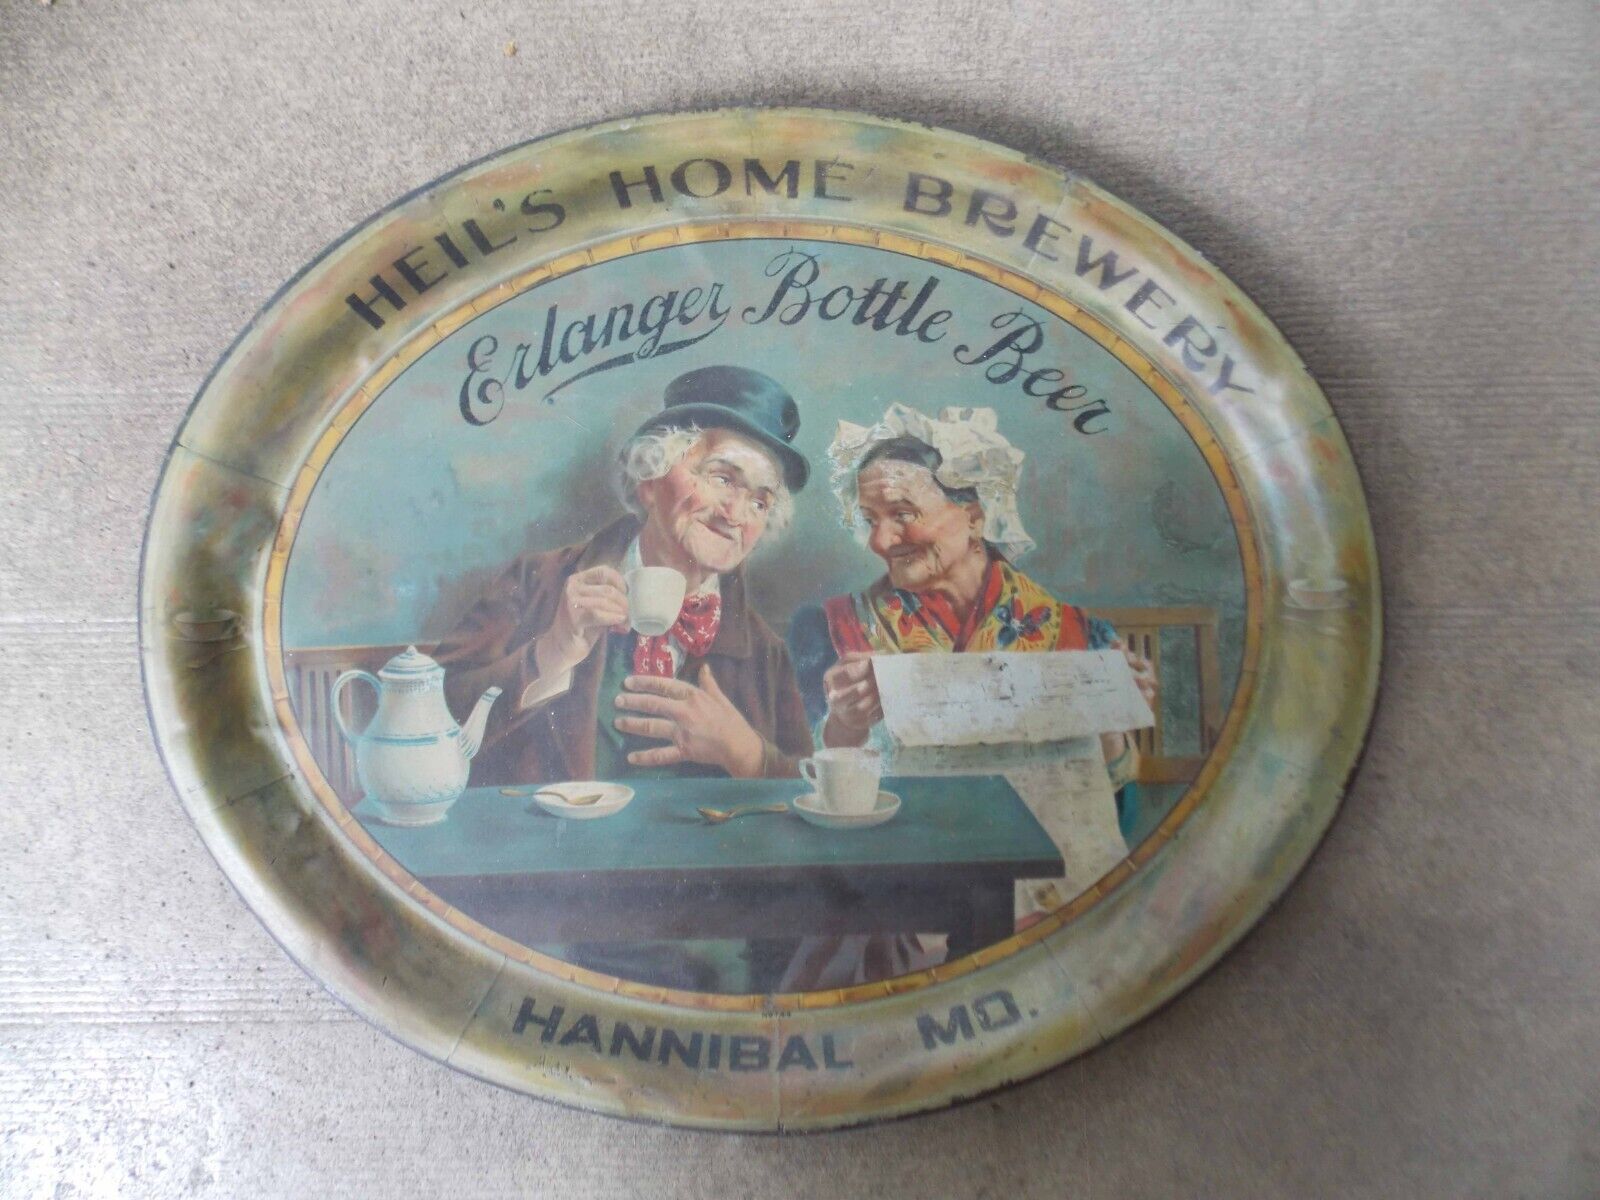 HEIL'S HOME BREWERY
Erlanger Bottle Beer
HANNIBAL MO.